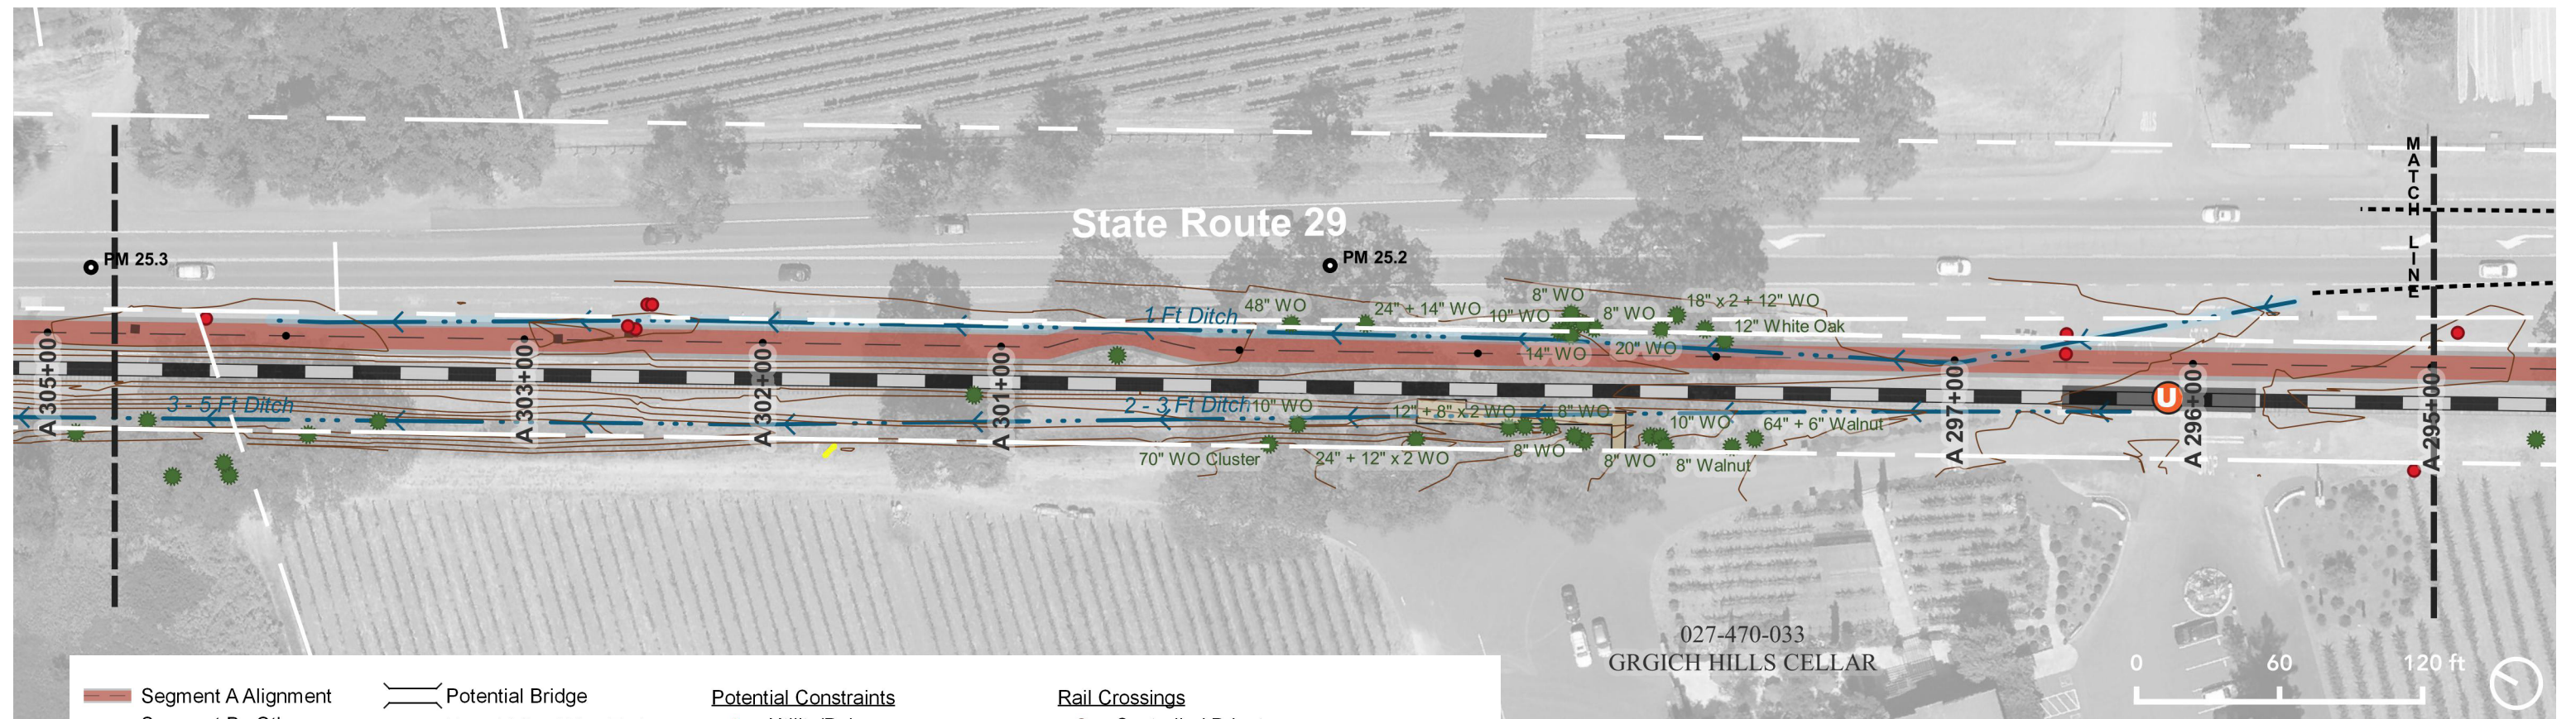 MATCH LINE
State Route 29
PM 25.3
PM 25.2
48" WO
24" + 14" WO
8" WO
10" WO
8" WO
18" x 2 + 12" WO
1 Ft Ditch
12" White Oak
14" WO
20" WO
A 305+00
A 303+00
A 302+00
A 301+00
A 297+00
A 296+00
A 295+00
U
3 - 5 Ft Ditch
2 - 3 Ft Ditch
10" WO
12" + 8" x 2 WO
8" WO
10" WO
64" + 6" Walnut
70" WO Cluster
24" + 12" x 2 WO
8" WO
8" WO
8" Walnut
027-470-033
GRGICH HILLS CELLAR
0 60 120 ft
Segment A Alignment
Potential Bridge
Potential Constraints
Rail Crossings